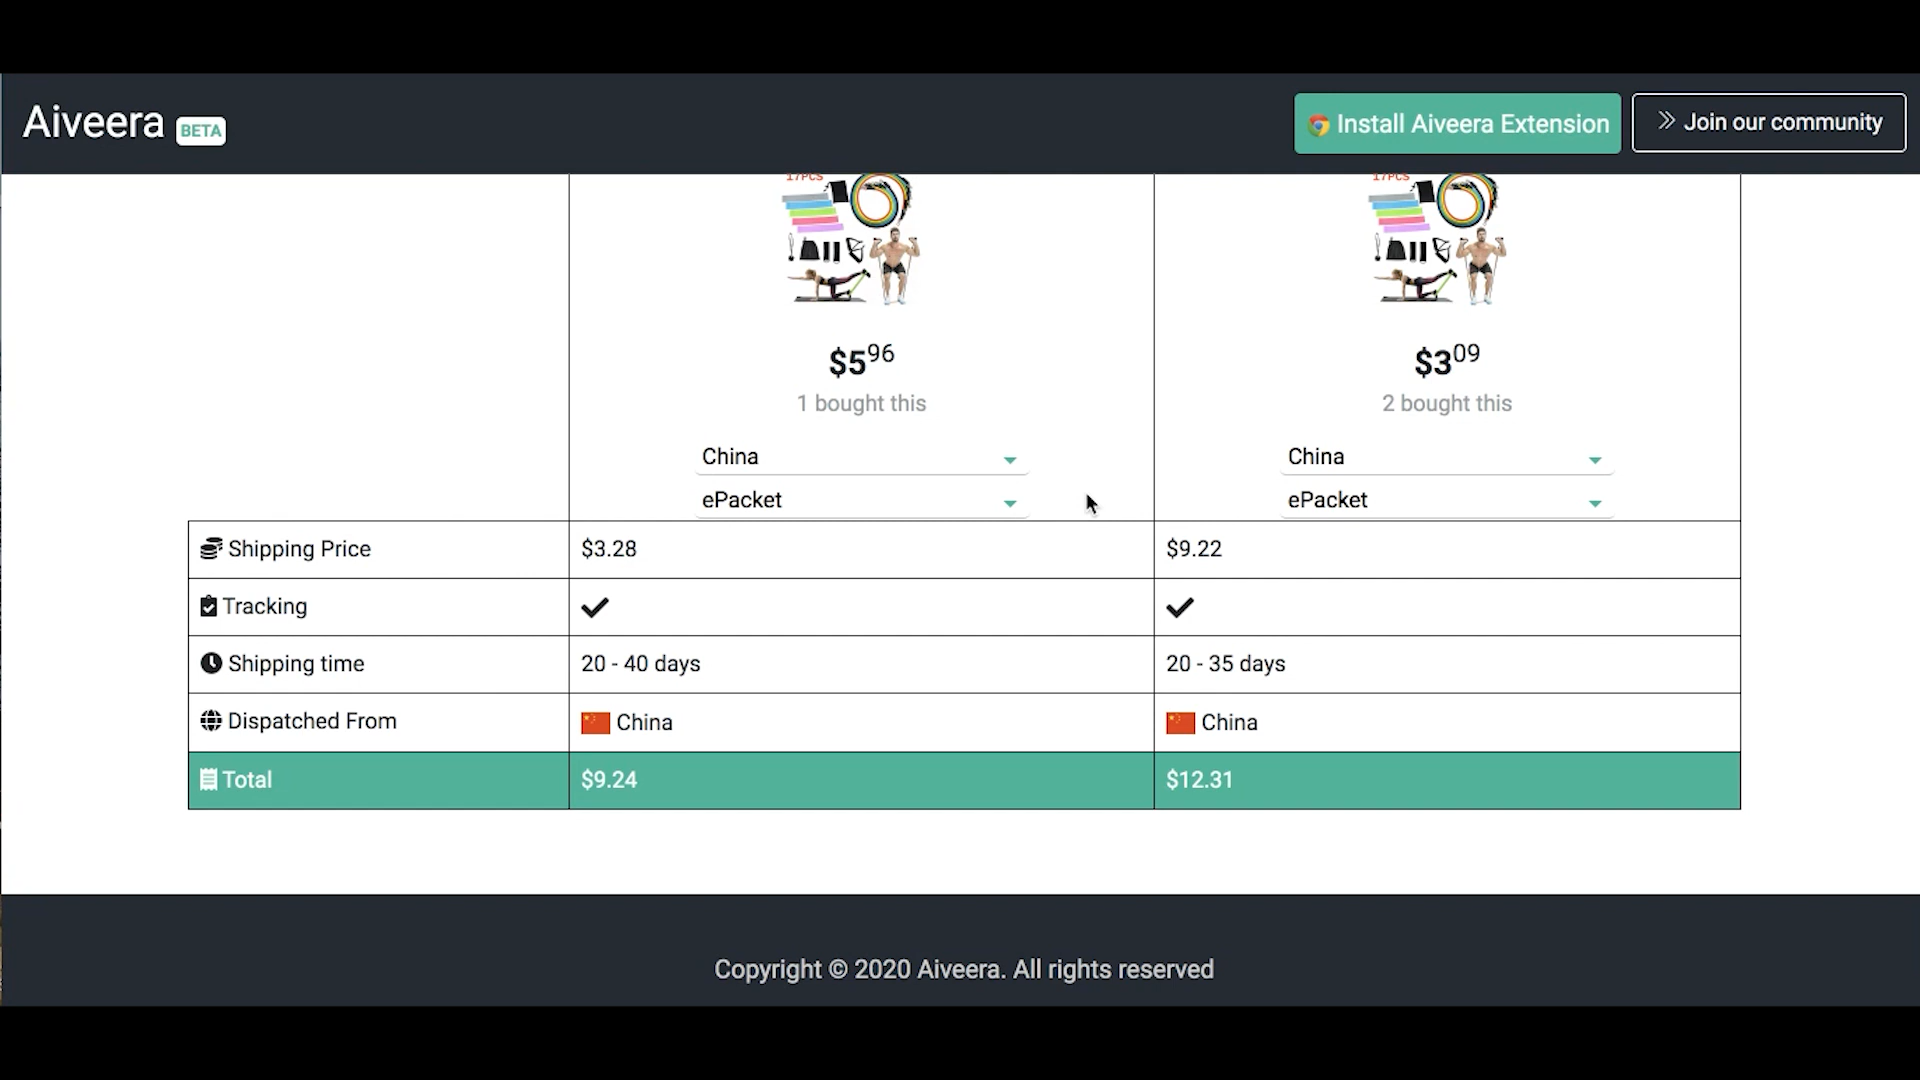 Aiveera BETA
Install Aiveera Extension
Join our community
17PCS 17PCS
$5.96 $3.09
1 bought this 2 bought this
China China
ePacket ePacket
Shipping Price $3.28 $9.22
Tracking
Shipping time 20 - 40 days 20 - 35 days
Dispatched From China China
Total $9.24 $12.31
Copyright © 2020 Aiveera. All rights reserved